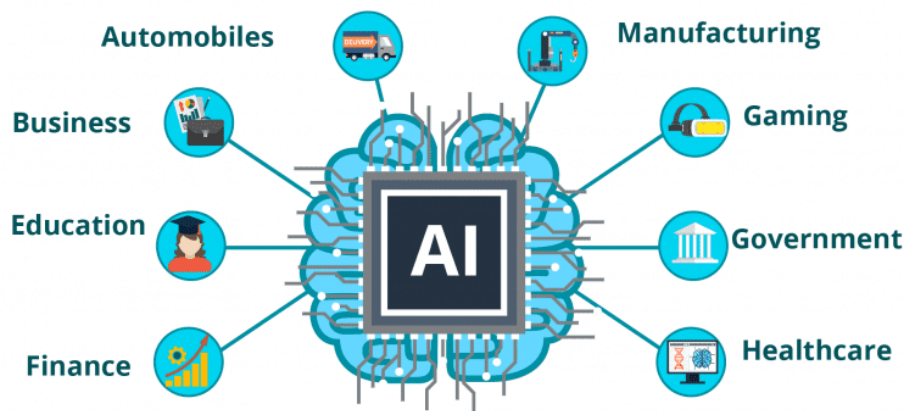 Automobiles
DELIVERY
Manufacturing
Business
Gaming
Education
AI
Government
Finance
Healthcare